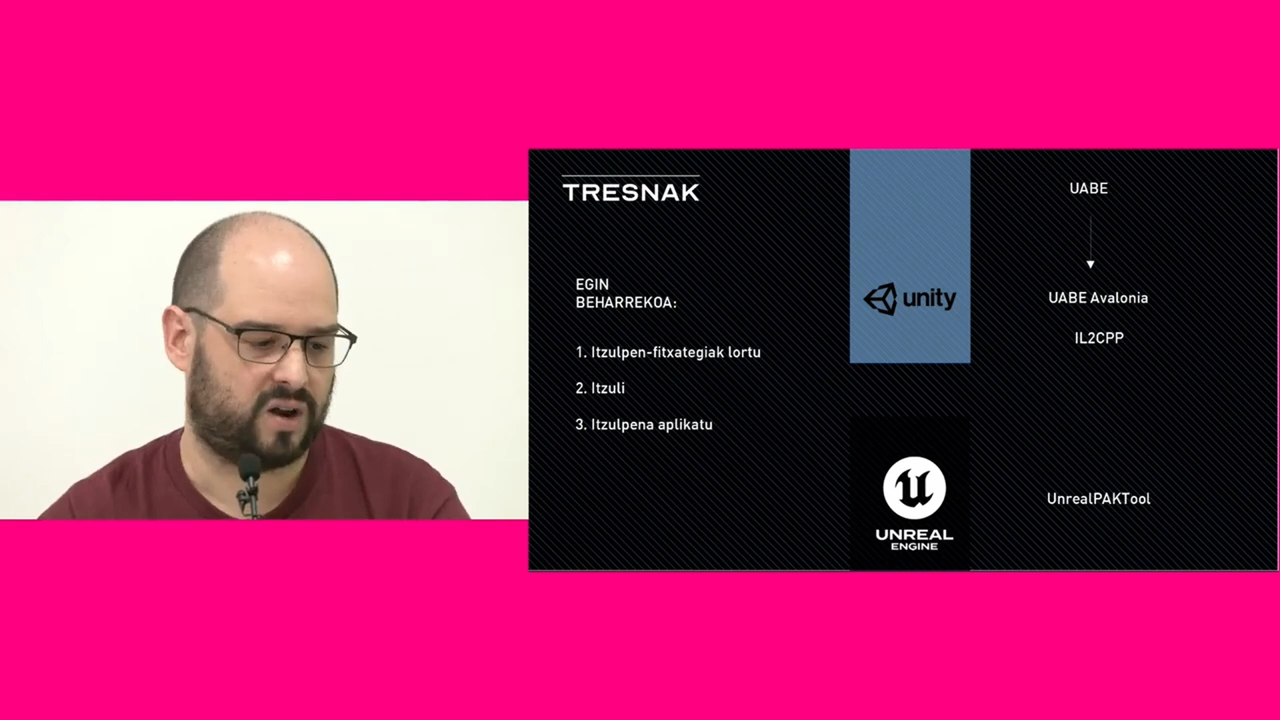 TRESNAK
EGIN
BEHARREKOA:
1. Itzulpen-fitxategiak lortu
2. Itzuli
3. Itzulpena aplikatu
unity
UNREAL
ENGINE
UABE
UABE Avalonia
IL2CPP
UnrealPAKTool